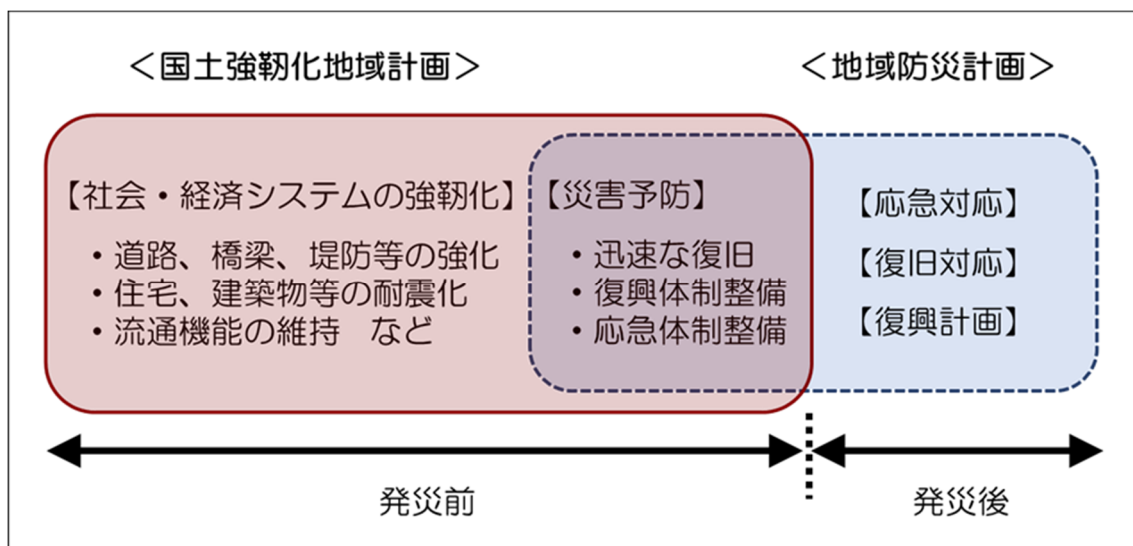 ＜国土強靭化地域計画＞
＜地域防災計画＞
【社会・経済システムの強靭化】
・道路、橋梁、堤防等の強化
・住宅、建築物等の耐震化
・流通機能の維持　など
【災害予防】
・迅速な復旧
・復興体制整備
・応急体制整備
【応急対応】
【復旧対応】
【復興計画】
発災前
発災後